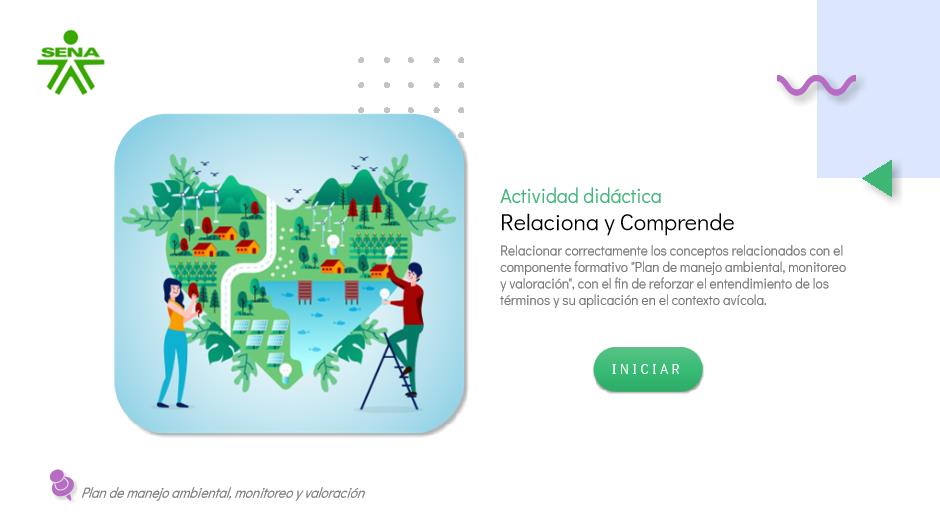 SENA
Actividad didáctica
Relaciona y Comprende
Relacionar correctamente los conceptos relacionados con el
componente formativo "Plan de manejo ambiental, monitoreo
y valoración", con el fin de reforzar el entendimiento de los
términos y su aplicación en el contexto avícola.
INICIAR
Plan de manejo ambiental, monitoreo y valoración